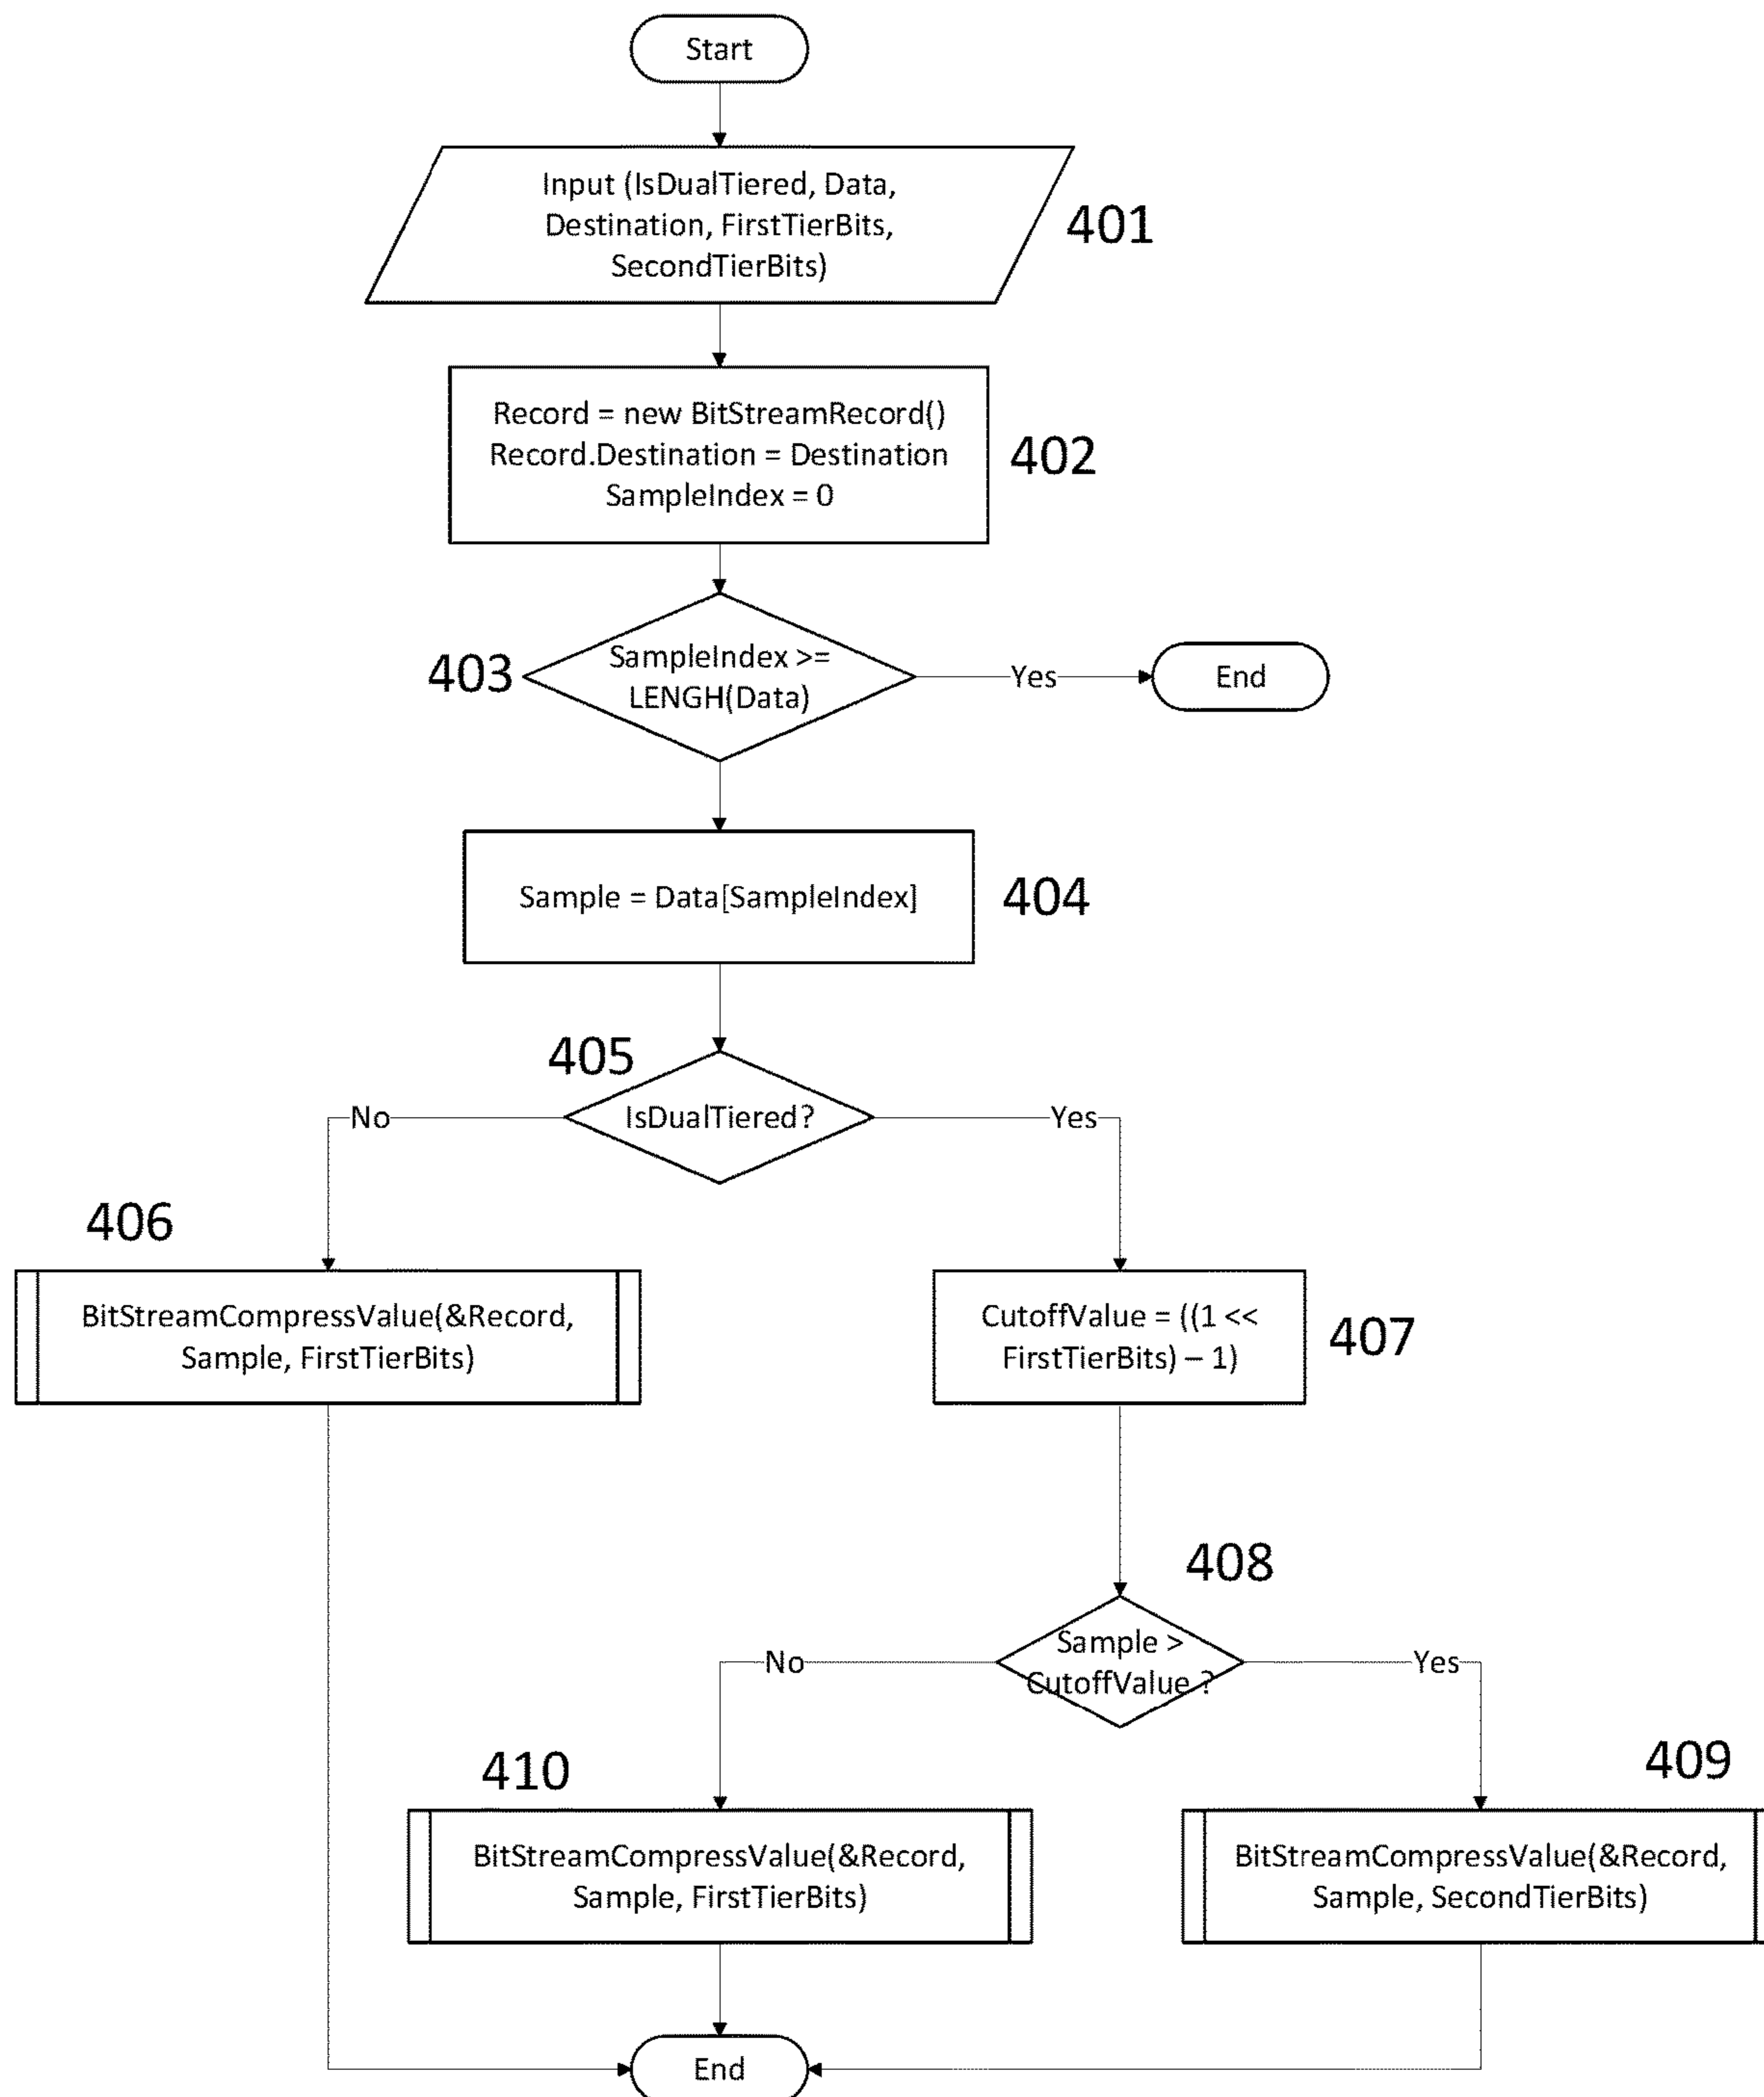 Start
Input (IsDualTiered, Data,
Destination, FirstTierBits,
SecondTierBits)
401
Record = new BitStreamRecord()
Record.Destination = Destination
SampleIndex = 0
402
403
SampleIndex >=
LENGH(Data)
Yes
End
Sample = Data[SampleIndex]
404
405
IsDualTiered?
No
Yes
406
BitStreamCompressValue(&Record,
Sample, FirstTierBits)
CutoffValue = ((1 <<
FirstTierBits) – 1)
407
408
Sample >
CutoffValue ?
No
Yes
410
BitStreamCompressValue(&Record,
Sample, FirstTierBits)
409
BitStreamCompressValue(&Record,
Sample, SecondTierBits)
End